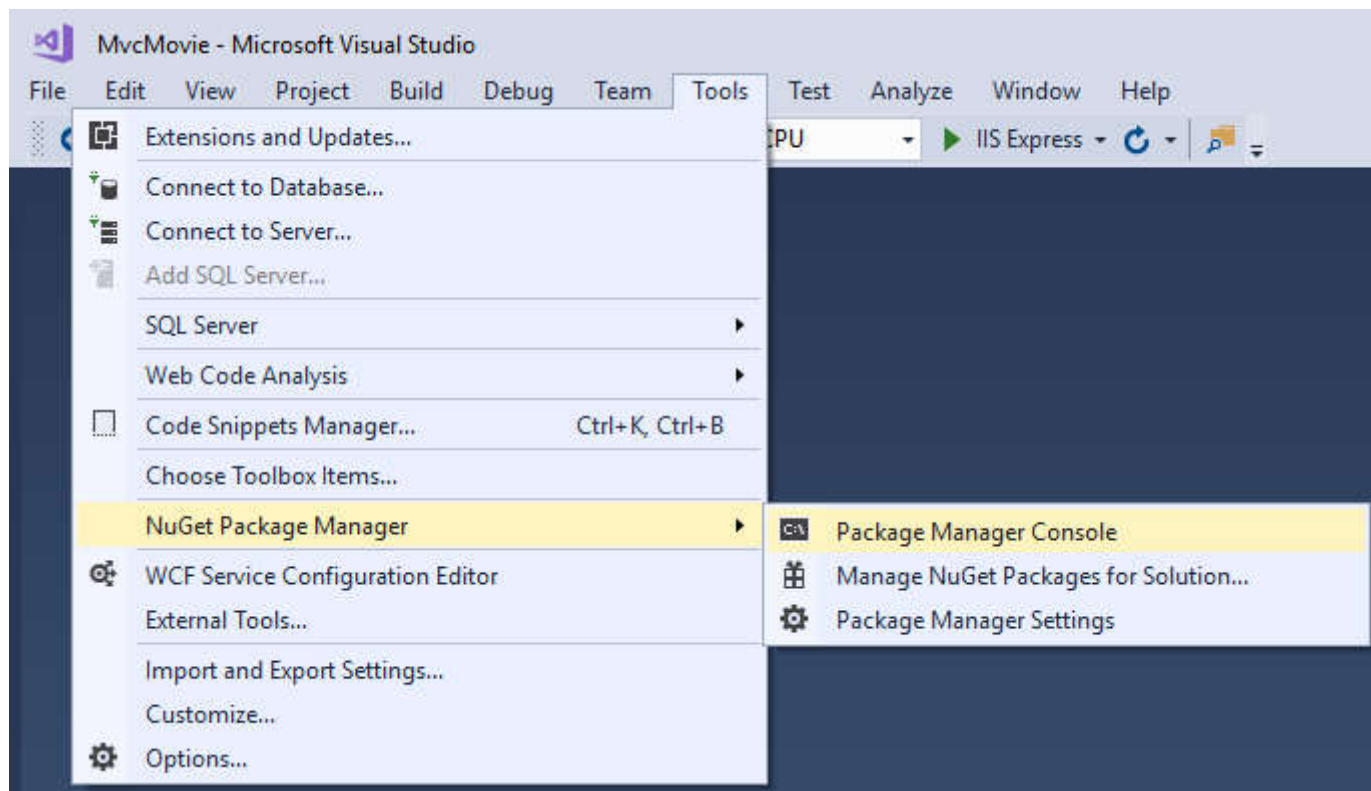 MvcMovie - Microsoft Visual Studio
File Edit View Project Build Debug Team Tools Test Analyze Window Help
IIS Express
Extensions and Updates...
Connect to Database...
Connect to Server...
Add SQL Server...
SQL Server
Web Code Analysis
Code Snippets Manager... Ctrl+K, Ctrl+B
Choose Toolbox Items...
NuGet Package Manager
WCF Service Configuration Editor
External Tools...
Import and Export Settings...
Customize...
Options...
C:\ Package Manager Console
Manage NuGet Packages for Solution...
Package Manager Settings